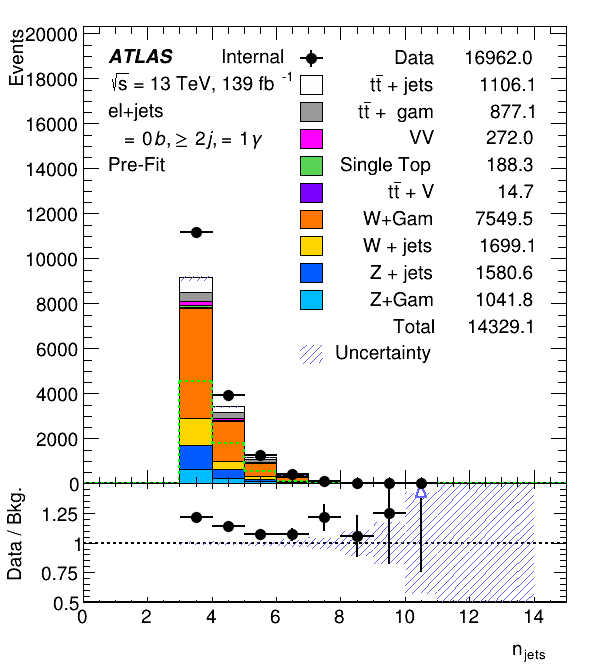 Events
20000
18000
16000
14000
12000
10000
8000
6000
4000
2000
0
ATLAS Internal
√s = 13 TeV, 139 fb⁻¹
el+jets
= 0b, ≥ 2j, = 1γ
Pre-Fit
Data 16962.0
tt̄ + jets 1106.1
tt̄ + gam 877.1
VV 272.0
Single Top 188.3
tt̄ + V 14.7
W+Gam 7549.5
W + jets 1699.1
Z + jets 1580.6
Z+Gam 1041.8
Total 14329.1
Uncertainty
Data / Bkg.
1.25
1
0.75
0.5
0 2 4 6 8 10 12 14
n_jets